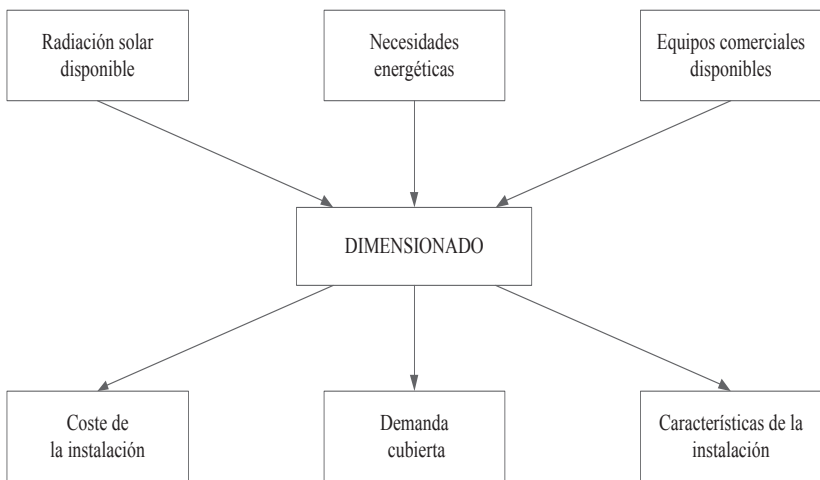 Radiación solar
disponible
Necesidades
energéticas
Equipos comerciales
disponibles
DIMENSIONADO
Coste de
la instalación
Demanda
cubierta
Características de la
instalación